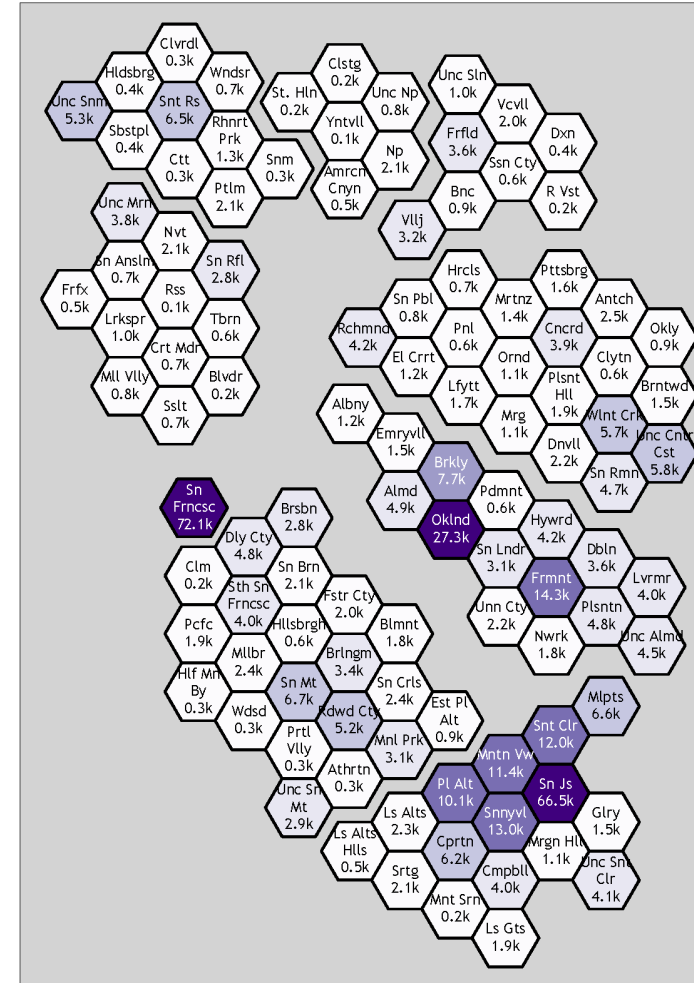 Clvrdl
0.3k
Hldsbrg
0.4k
Wndsr
0.7k
Unc Snm
5.3k
Snt Rs
6.5k
Sbstpl
0.4k
Rhnrt
Prk
1.3k
Ctt
0.3k
Snm
0.3k
Ptlm
2.1k
Clstg
0.2k
St. Hln
0.2k
Unc Np
0.8k
Yntvll
0.1k
Np
2.1k
Amrcn
Cnyn
0.5k
Unc Sln
1.0k
Vcvll
2.0k
Frfld
3.6k
Dxn
0.4k
Ssn Cty
0.6k
Bnc
0.9k
R Vst
0.2k
Vllj
3.2k
Unc Mrn
3.8k
Nvt
2.1k
Sn Anslm
0.7k
Sn Rfl
2.8k
Frfx
0.5k
Rss
0.1k
Lrkspr
1.0k
Tbrn
0.6k
Crt Mdr
0.7k
Mll Vlly
0.8k
Blvdr
0.2k
Sslt
0.7k
Hrcls
0.7k
Pttsbrg
1.6k
Sn Pbl
0.8k
Mrtnz
1.4k
Antch
2.5k
Rchmnd
4.2k
Pnl
0.6k
Cncrd
3.9k
Okly
0.9k
El Crrt
1.2k
Ornd
1.1k
Clytn
0.6k
Lfytt
1.7k
Plsnt
Hll
1.9k
Brntwd
1.5k
Mrg
1.1k
Wlnt Crk
5.7k
Dnvll
2.2k
Unc Cntr
Cst
5.8k
Sn Rmn
4.7k
Albny
1.2k
Emryvll
1.5k
Brkly
7.7k
Almd
4.9k
Pdmnt
0.6k
Oklnd
27.3k
Hywrd
4.2k
Sn Lndr
3.1k
Dbln
3.6k
Frmnt
14.3k
Lvrmr
4.0k
Unn Cty
2.2k
Plsntn
4.8k
Nwrk
1.8k
Unc Almd
4.5k
Sn
Frncsc
72.1k
Brsbn
2.8k
Dly Cty
4.8k
Clm
0.2k
Sn Brn
2.1k
Sth Sn
Frncsc
4.0k
Fstr Cty
2.0k
Pcfc
1.9k
Hllsbrgh
0.6k
Blmnt
1.8k
Mllbr
2.4k
Brlngm
3.4k
Hlf Mn
By
0.3k
Sn Mt
6.7k
Sn Crls
2.4k
Wdsd
0.3k
Rdwd Cty
5.2k
Est Pl
Alt
0.9k
Prtl
Vlly
0.3k
Mnl Prk
3.1k
Athrtn
0.3k
Unc Sn
Mt
2.9k
Mlpts
6.6k
Snt Clr
12.0k
Mntn Vw
11.4k
Pl Alt
10.1k
Sn Js
66.5k
Ls Alts
2.3k
Snnyvl
13.0k
Glry
1.5k
Ls Alts
Hlls
0.5k
Cprtn
6.2k
Mrgn Hll
1.1k
Srtg
2.1k
Cmpbll
4.0k
Unc Snt
Clr
4.1k
Mnt Srn
0.2k
Ls Gts
1.9k